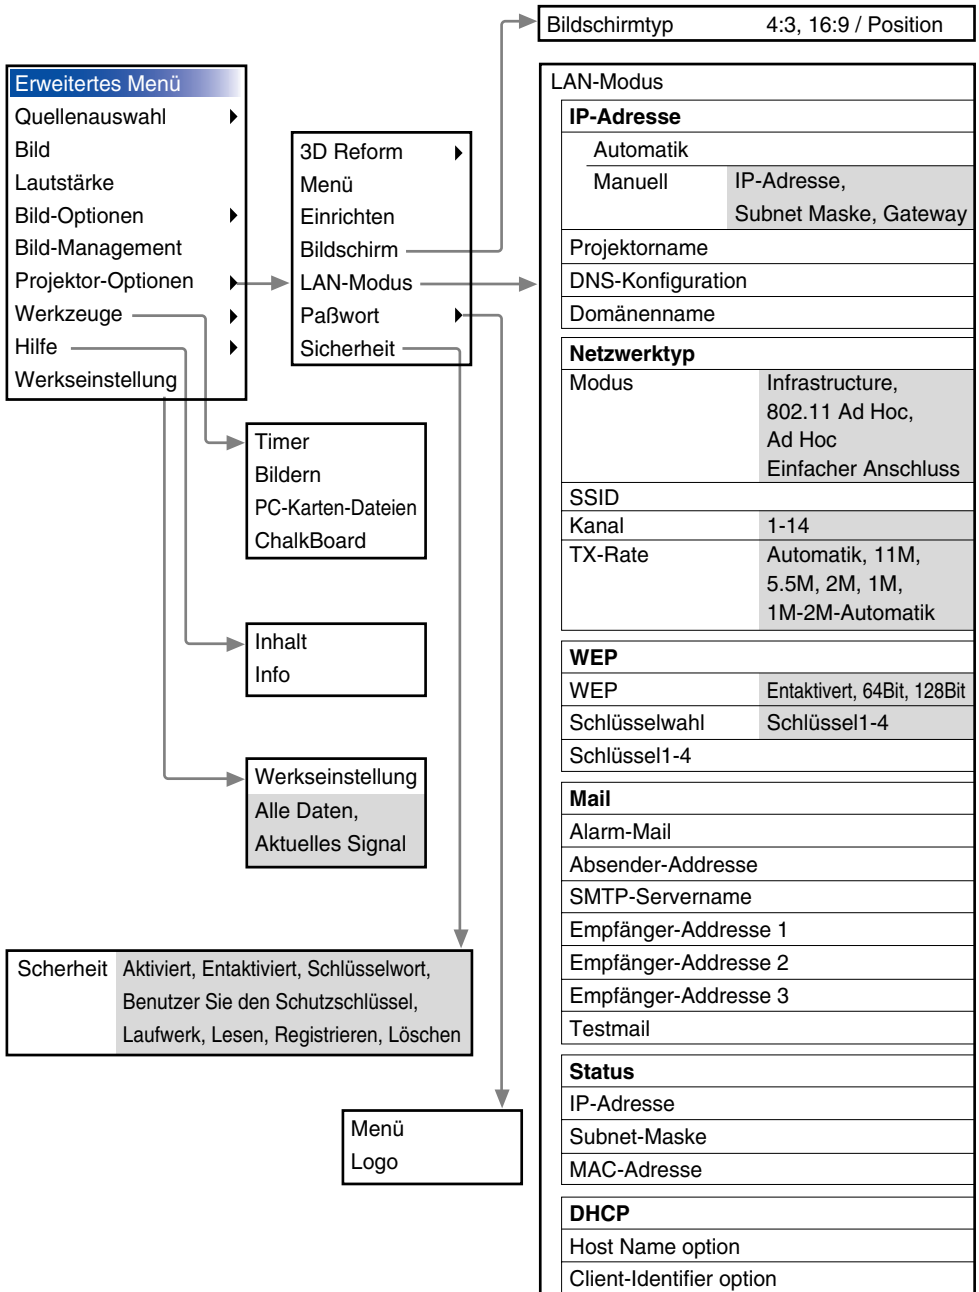 Bildschirmtyp 4:3, 16:9 / Position
Erweitertes Menü
Quellenauswahl
Bild
Lautstärke
Bild-Optionen
Bild-Management
Projektor-Optionen
Werkzeuge
Hilfe
Werkseinstellung
3D Reform
Menü
Einrichten
Bildschirm
LAN-Modus
Paßwort
Sicherheit
Timer
Bildern
PC-Karten-Dateien
ChalkBoard
Inhalt
Info
Werkseinstellung
Alle Daten,
Aktuelles Signal
Scherheit Aktiviert, Entaktiviert, Schlüsselwort,
Benutzer Sie den Schutzschlüssel,
Laufwerk, Lesen, Registrieren, Löschen
Menü
Logo
LAN-Modus
IP-Adresse
Automatik
Manuell IP-Adresse,
Subnet Maske, Gateway
Projektorname
DNS-Konfiguration
Domänenname
Netzwerktyp
Modus Infrastructure,
802.11 Ad Hoc,
Ad Hoc
Einfacher Anschluss
SSID
Kanal 1-14
TX-Rate Automatik, 11M,
5.5M, 2M, 1M,
1M-2M-Automatik
WEP
WEP Entaktivert, 64Bit, 128Bit
Schlüsselwahl Schlüssel1-4
Schlüssel1-4
Mail
Alarm-Mail
Absender-Addresse
SMTP-Servername
Empfänger-Addresse 1
Empfänger-Addresse 2
Empfänger-Addresse 3
Testmail
Status
IP-Adresse
Subnet-Maske
MAC-Adresse
DHCP
Host Name option
Client-Identifier option